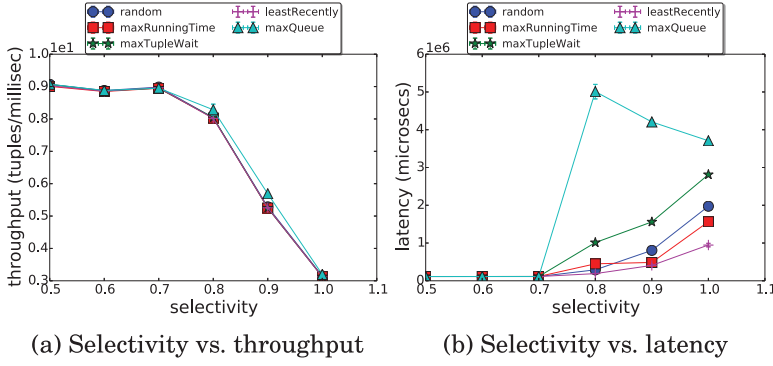 random
leastRecently
maxRunningTime
maxQueue
maxTupleWait
1.0 1e1
0.9
0.8
0.7
0.6
0.5
0.4
0.3
throughput (tuples/millisec)
0.5 0.6 0.7 0.8 0.9 1.0 1.1
selectivity
(a) Selectivity vs. throughput
random
leastRecently
maxRunningTime
maxQueue
maxTupleWait
6 1e6
5
4
3
2
1
0
latency (microsecs)
0.5 0.6 0.7 0.8 0.9 1.0 1.1
selectivity
(b) Selectivity vs. latency